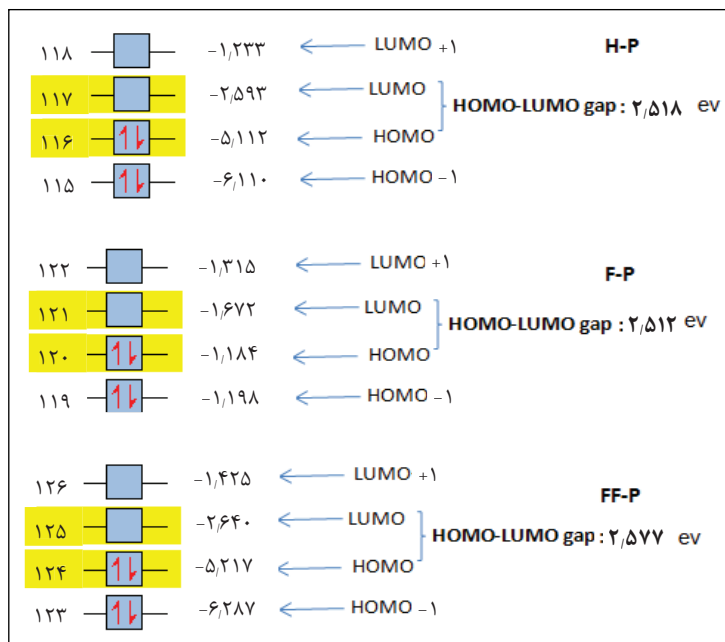 ۱۱۸ −۱٫۲۳۳ LUMO +۱ H-P
۱۱۷ −۲٫۵۹۳ LUMO
HOMO-LUMO gap : ۲٫۵۱۸ ev
۱۱۶ −۵٫۱۱۲ HOMO
۱۱۵ −۶٫۱۱۰ HOMO −۱
۱۲۲ −۱٫۳۱۵ LUMO +۱ F-P
۱۲۱ −۱٫۶۷۲ LUMO
HOMO-LUMO gap : ۲٫۵۱۲ ev
۱۲۰ −۱٫۱۸۴ HOMO
۱۱۹ −۱٫۱۹۸ HOMO −۱
۱۲۶ −۱٫۴۲۵ LUMO +۱
FF-P
۱۲۵ −۲٫۶۴۰ LUMO
HOMO-LUMO gap : ۲٫۵۷۷ ev
۱۲۴ −۵٫۲۱۷ HOMO
۱۲۳ −۶٫۲۸۷ HOMO −۱